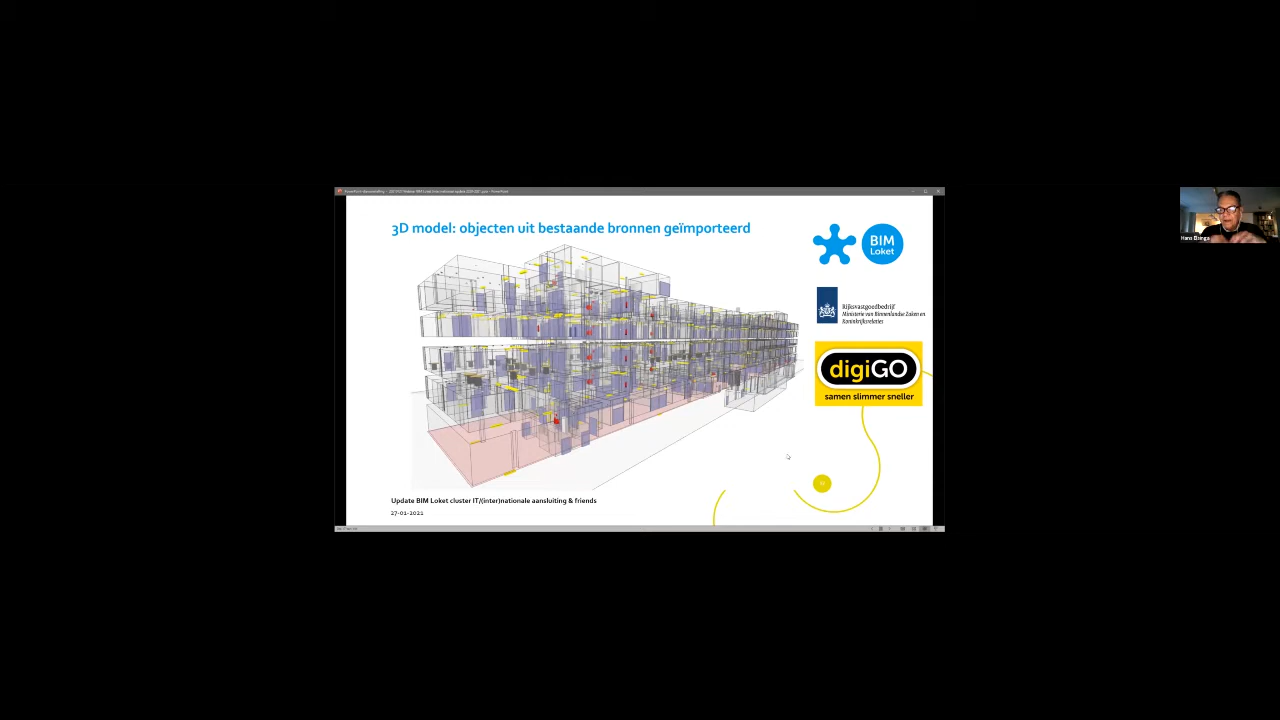 3D model: objecten uit bestaande bronnen geïmporteerd
BIM
Loket
Rijksvastgoedbedrijf
Ministerie van Binnenlandse Zaken en
Koninkrijksrelaties
digiGO
samen slimmer sneller
Hans
Update BIM Loket cluster IT/(inter)nationale aansluiting & friends
27-01-2021